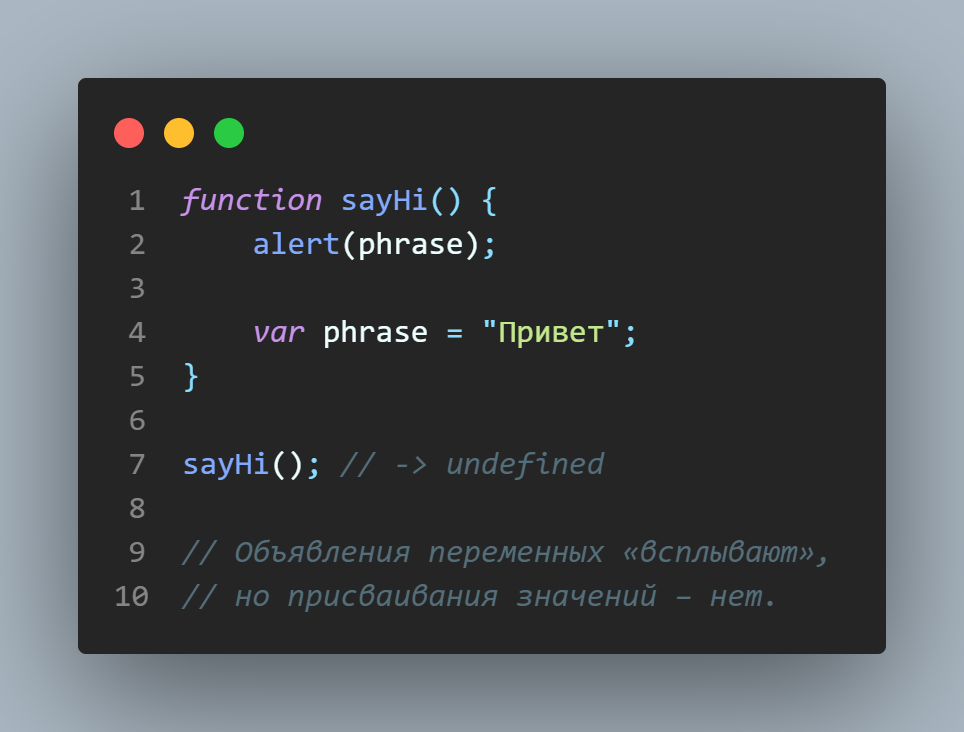 1 function sayHi() {
2     alert(phrase);
3
4     var phrase = "Привет";
5 }
6
7 sayHi(); // -> undefined
8
9 // Объявления переменных «всплывают»,
10 // но присваивания значений – нет.